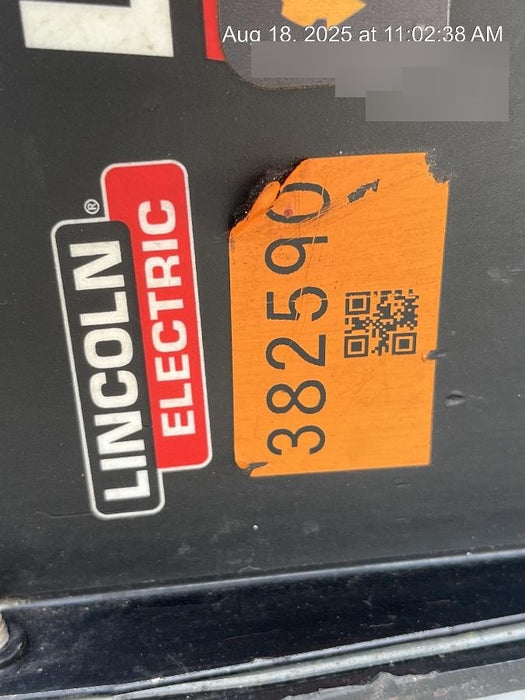 Aug 18, 2025 at 11:02:38 AM
L
LINCOLN ®
ELECTRIC
382590